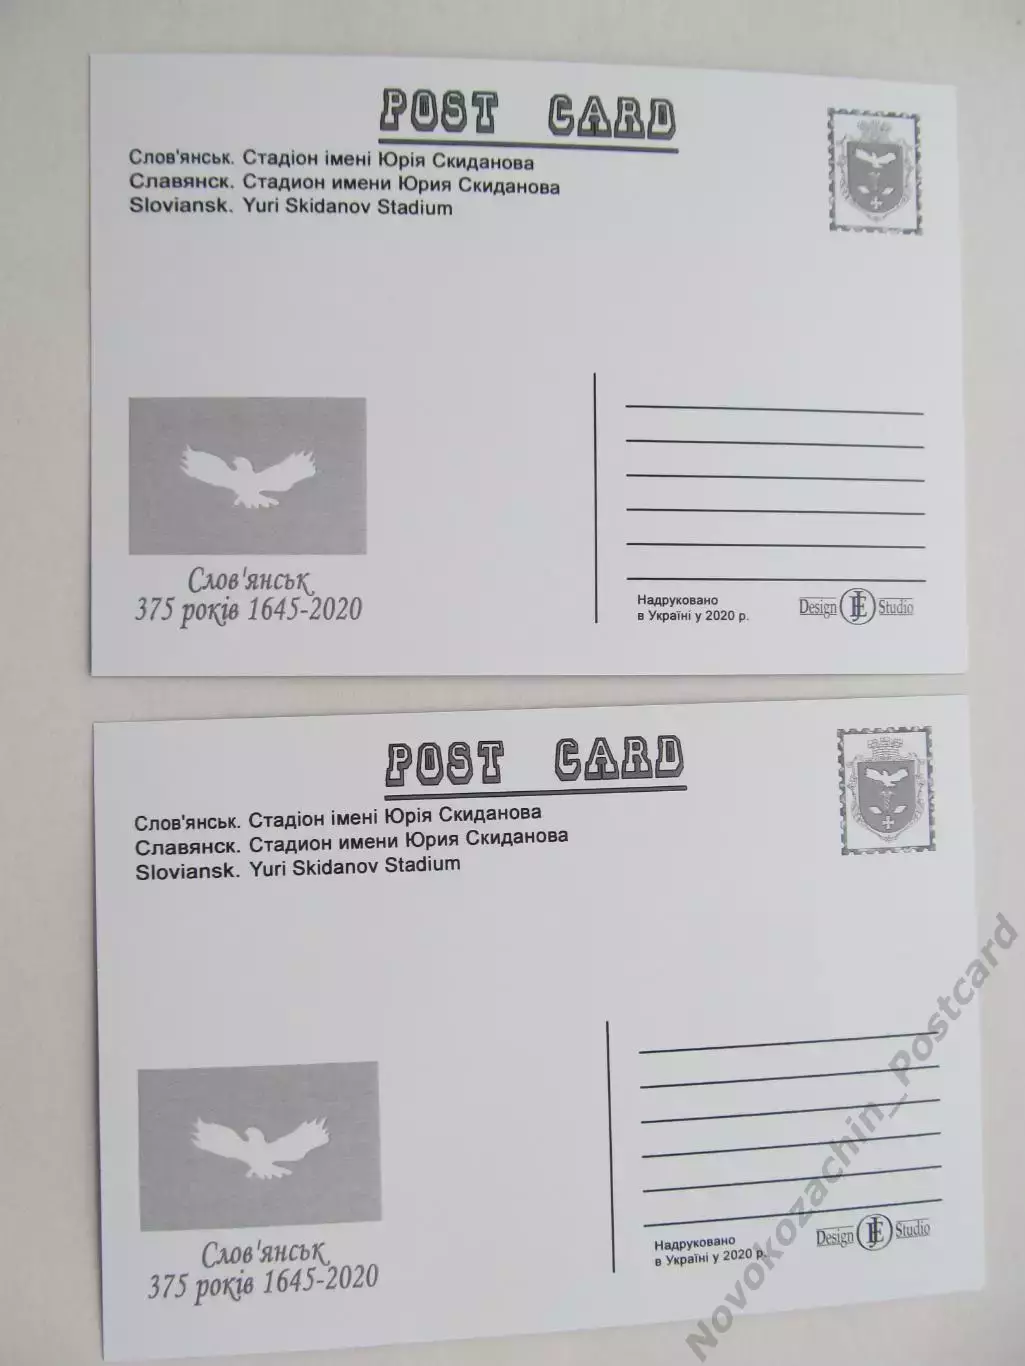 POST CARD
Слов'янськ. Стадіон імені Юрія Скиданова
Славянск. Стадион имени Юрия Скиданова
Sloviansk. Yuri Skidanov Stadium
Слов'янськ
375 років 1645-2020
Надруковано
в Україні у 2020 р.
Design JE Studio
POST CARD
Слов'янськ. Стадіон імені Юрія Скиданова
Славянск. Стадион имени Юрия Скиданова
Sloviansk. Yuri Skidanov Stadium
Слов'янськ
375 років 1645-2020
Надруковано
в Україні у 2020 р.
Design JE Studio
Novokozachin_Postcard